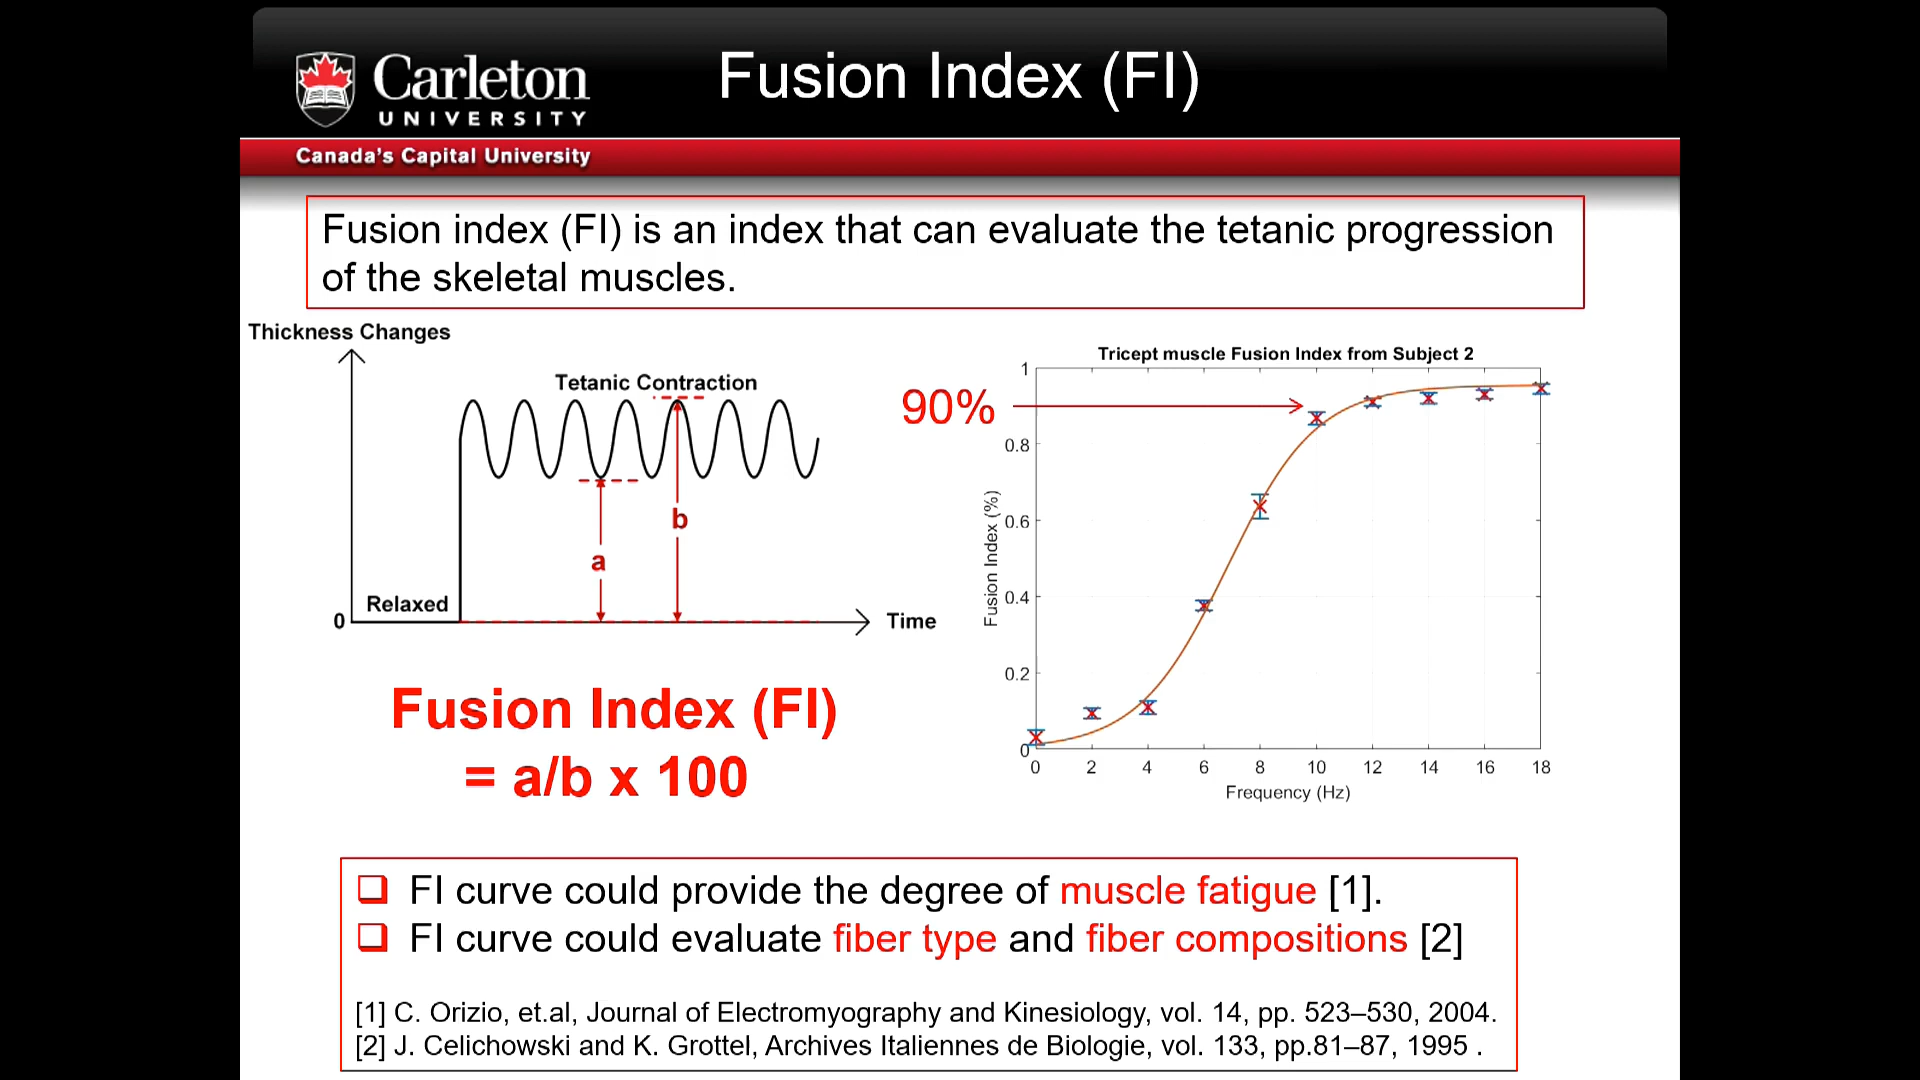 Carleton
UNIVERSITY
Canada's Capital University
Fusion Index (FI)
Fusion index (FI) is an index that can evaluate the tetanic progression
of the skeletal muscles.
Thickness Changes
Tetanic Contraction
b
a
Relaxed
0
Time
Fusion Index (FI)
= a/b x 100
90%
Tricept muscle Fusion Index from Subject 2
1
0.8
0.6
0.4
0.2
0
Fusion Index (%)
0 2 4 6 8 10 12 14 16 18
Frequency (Hz)
FI curve could provide the degree of muscle fatigue [1].
FI curve could evaluate fiber type and fiber compositions [2]
[1] C. Orizio, et.al, Journal of Electromyography and Kinesiology, vol. 14, pp. 523–530, 2004.
[2] J. Celichowski and K. Grottel, Archives Italiennes de Biologie, vol. 133, pp.81–87, 1995 .